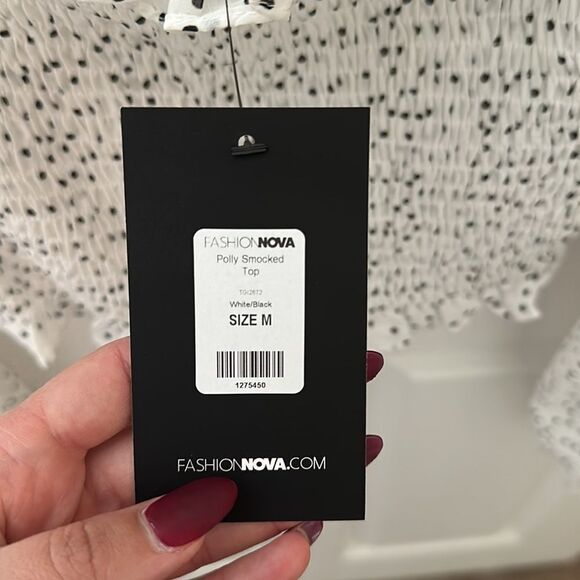 FASHIONNOVA
Polly Smocked
Top
White/Black
SIZE M
1275450
FASHIONNOVA.COM